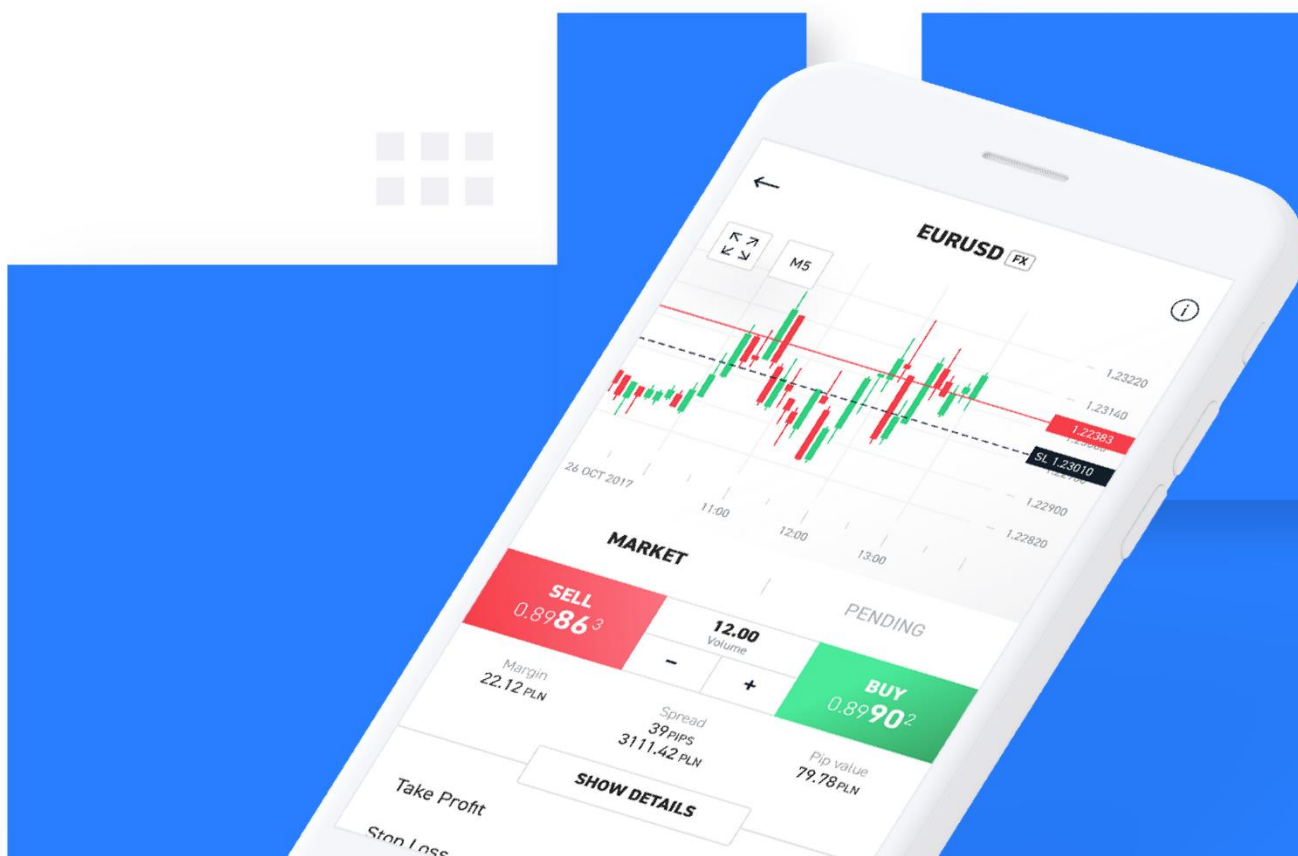 EURUSD FX
M5
1.23220
1.23140
1.22383
SL 1.23010
1.22900
1.22820
26 OCT 2017
11:00
12:00
13:00
MARKET
PENDING
SELL
0.89863
12.00
Volume
-
+
BUY
0.89902
Margin
22.12 PLN
Spread
39 PIPS
3111.42 PLN
Pip value
79.78 PLN
SHOW DETAILS
Take Profit
Stop Loss